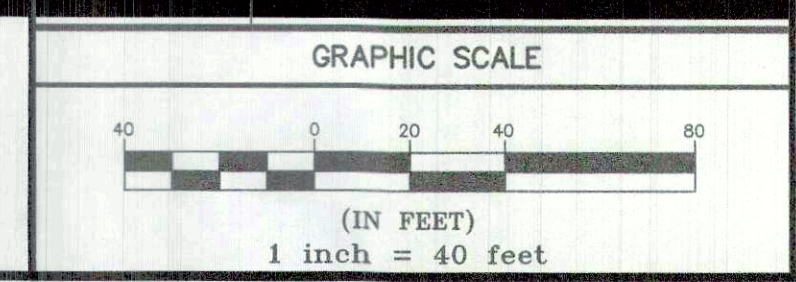 GRAPHIC SCALE
40 0 20 40 80
(IN FEET)
1 inch = 40 feet